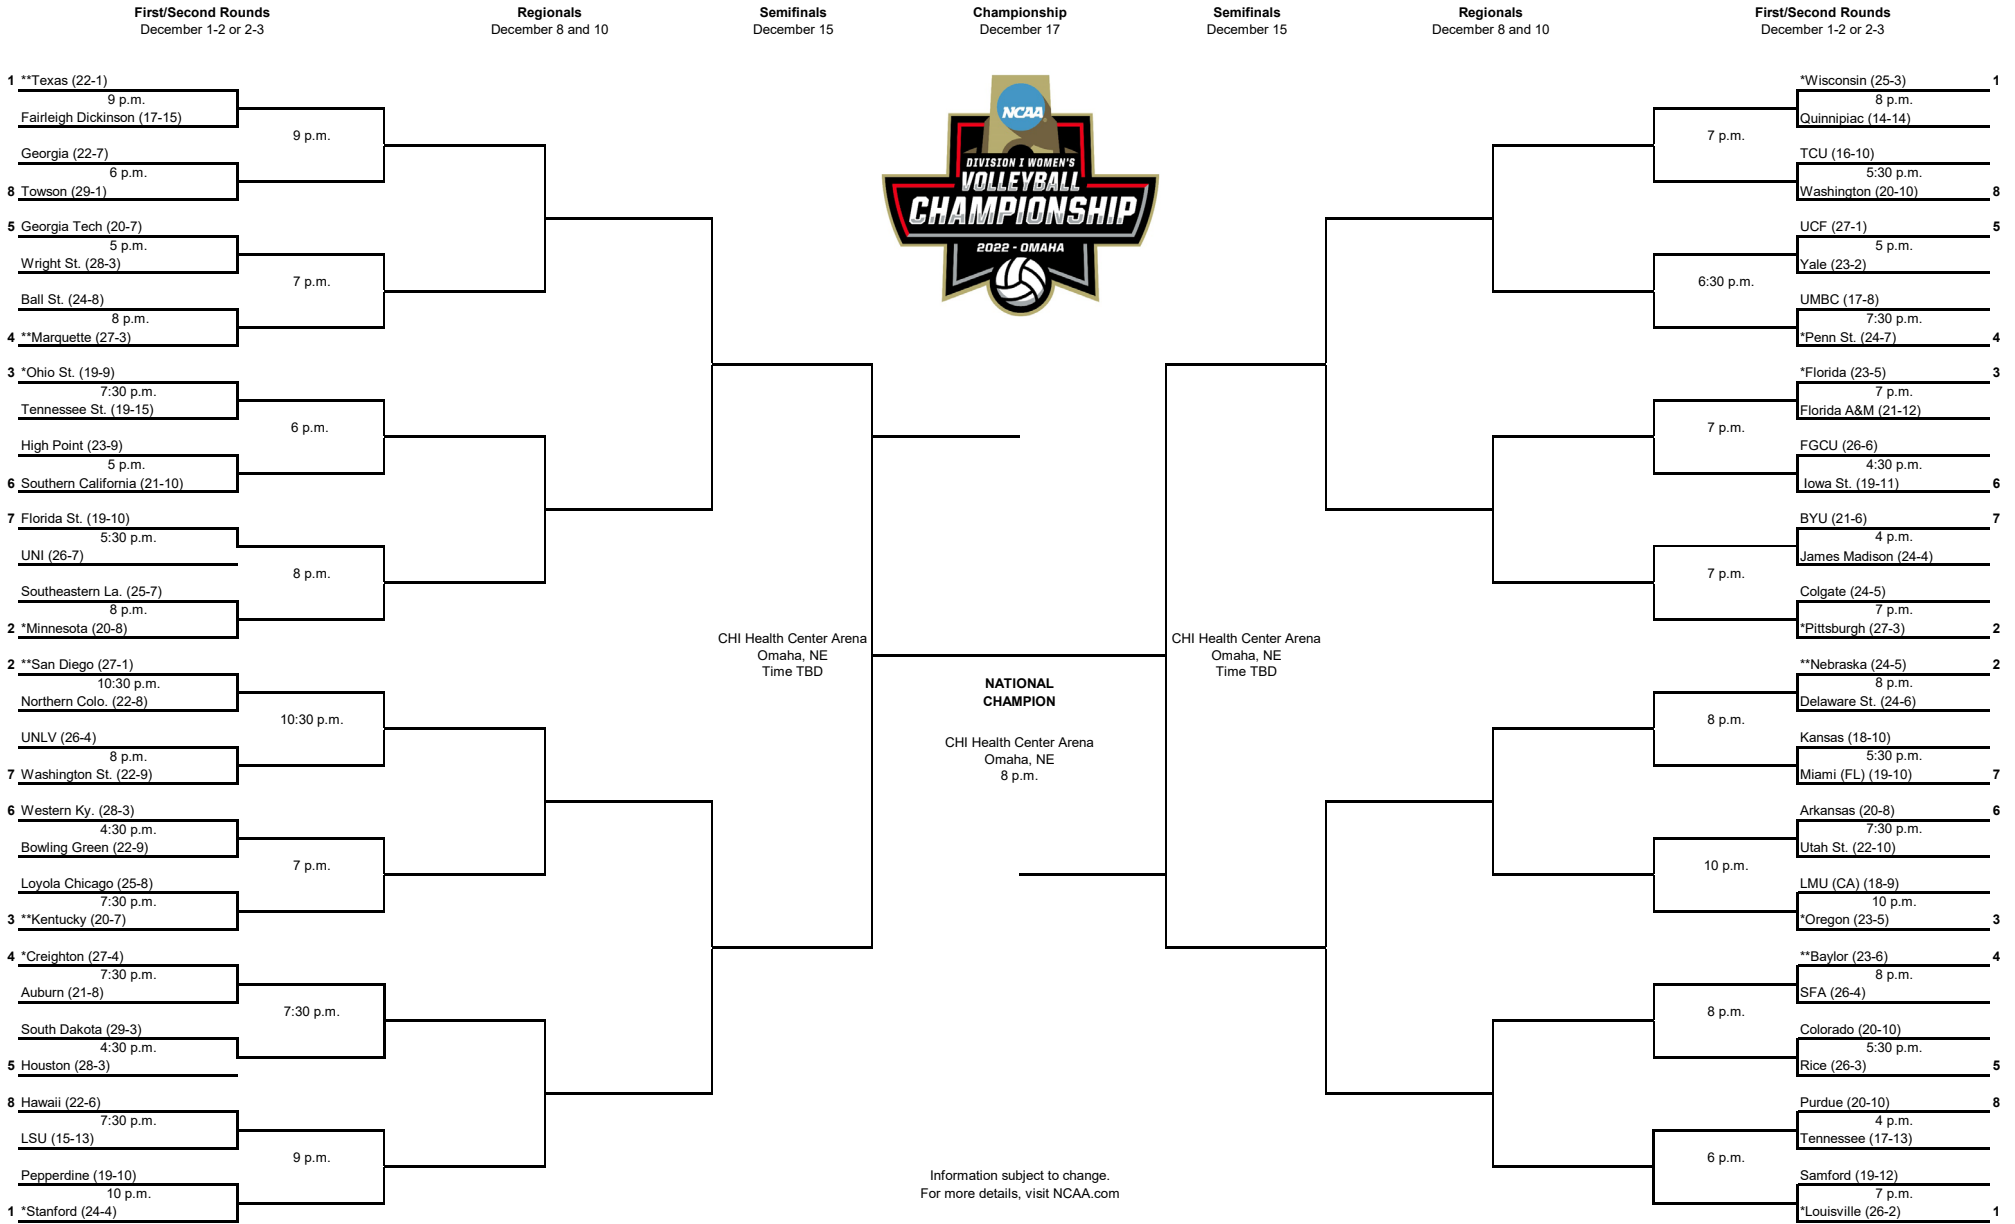 First/Second Rounds
December 1-2 or 2-3
Regionals
December 8 and 10
Semifinals
December 15
Championship
December 17
Semifinals
December 15
Regionals
December 8 and 10
First/Second Rounds
December 1-2 or 2-3
1 **Texas (22-1)
9 p.m.
Fairleigh Dickinson (17-15)
9 p.m.
Georgia (22-7)
6 p.m.
8 Towson (29-1)
5 Georgia Tech (20-7)
5 p.m.
Wright St. (28-3)
7 p.m.
Ball St. (24-8)
8 p.m.
4 **Marquette (27-3)
3 *Ohio St. (19-9)
7:30 p.m.
Tennessee St. (19-15)
6 p.m.
High Point (23-9)
5 p.m.
6 Southern California (21-10)
7 Florida St. (19-10)
5:30 p.m.
UNI (26-7)
8 p.m.
Southeastern La. (25-7)
8 p.m.
2 *Minnesota (20-8)
2 **San Diego (27-1)
10:30 p.m.
Northern Colo. (22-8)
10:30 p.m.
UNLV (26-4)
8 p.m.
7 Washington St. (22-9)
6 Western Ky. (28-3)
4:30 p.m.
Bowling Green (22-9)
7 p.m.
Loyola Chicago (25-8)
7:30 p.m.
3 **Kentucky (20-7)
4 *Creighton (27-4)
7:30 p.m.
Auburn (21-8)
7:30 p.m.
South Dakota (29-3)
4:30 p.m.
5 Houston (28-3)
8 Hawaii (22-6)
7:30 p.m.
LSU (15-13)
9 p.m.
Pepperdine (19-10)
10 p.m.
1 *Stanford (24-4)
CHI Health Center Arena
Omaha, NE
Time TBD
NCAA
DIVISION I WOMEN'S
VOLLEYBALL
CHAMPIONSHIP
2022 - OMAHA
NATIONAL
CHAMPION
CHI Health Center Arena
Omaha, NE
8 p.m.
Information subject to change.
For more details, visit NCAA.com
CHI Health Center Arena
Omaha, NE
Time TBD
*Wisconsin (25-3) 1
8 p.m.
Quinnipiac (14-14)
7 p.m.
TCU (16-10)
5:30 p.m.
Washington (20-10) 8
UCF (27-1) 5
5 p.m.
Yale (23-2)
6:30 p.m.
UMBC (17-8)
7:30 p.m.
*Penn St. (24-7) 4
*Florida (23-5) 3
7 p.m.
Florida A&M (21-12)
7 p.m.
FGCU (26-6)
4:30 p.m.
Iowa St. (19-11) 6
BYU (21-6) 7
4 p.m.
James Madison (24-4)
7 p.m.
Colgate (24-5)
7 p.m.
*Pittsburgh (27-3) 2
**Nebraska (24-5) 2
8 p.m.
Delaware St. (24-6)
8 p.m.
Kansas (18-10)
5:30 p.m.
Miami (FL) (19-10) 7
Arkansas (20-8) 6
7:30 p.m.
Utah St. (22-10)
10 p.m.
LMU (CA) (18-9)
10 p.m.
*Oregon (23-5) 3
**Baylor (23-6) 4
8 p.m.
SFA (26-4)
8 p.m.
Colorado (20-10)
5:30 p.m.
Rice (26-3) 5
Purdue (20-10) 8
4 p.m.
Tennessee (17-13)
6 p.m.
Samford (19-12)
7 p.m.
*Louisville (26-2) 1